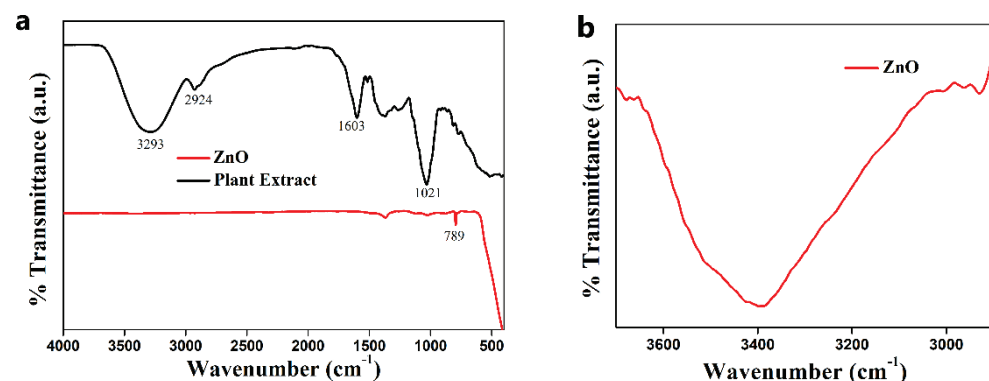 a
% Transmittance (a.u.)
3293
2924
1603
1021
ZnO
Plant Extract
789
4000 3500 3000 2500 2000 1500 1000 500
Wavenumber (cm⁻¹)
b
% Transmittance (a.u.)
ZnO
3600 3400 3200 3000
Wavenumber (cm⁻¹)